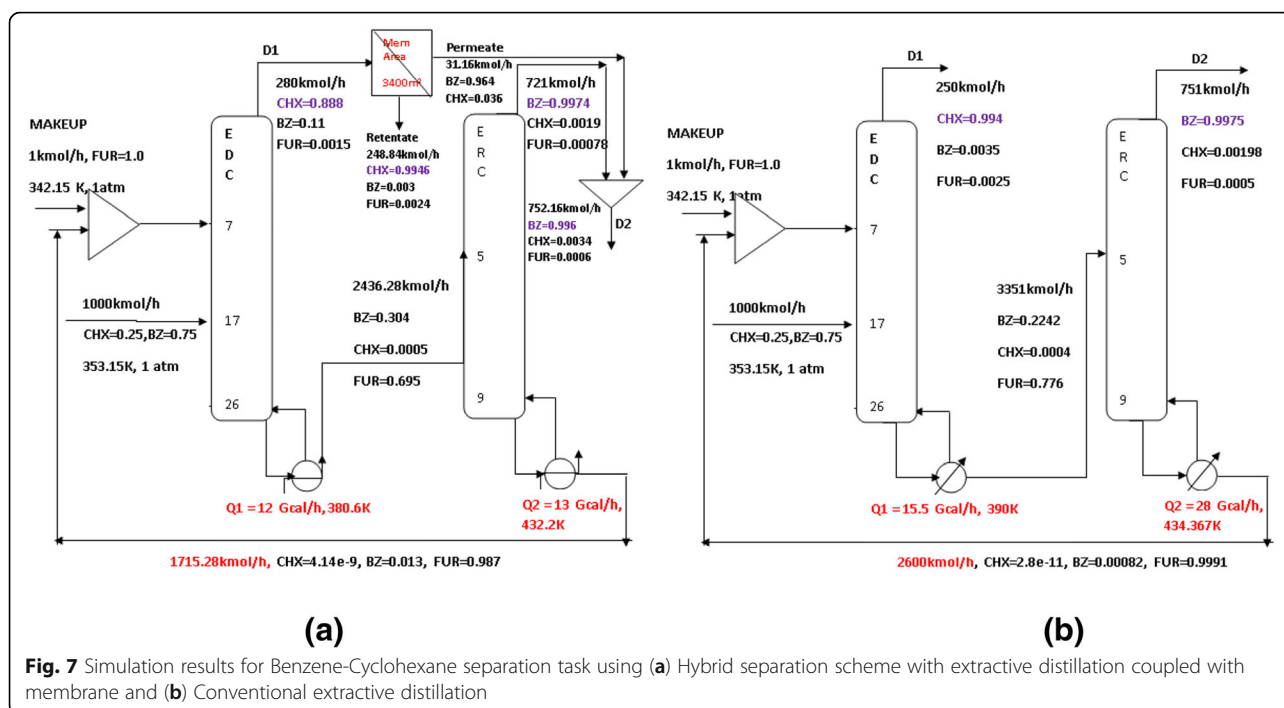 D1
Mem
Area
3400m²
280kmol/h
CHX=0.888
BZ=0.11
FUR=0.0015
Permeate
31.16kmol/h
BZ=0.964
CHX=0.036
Retentate
248.84kmol/h
CHX=0.9946
BZ=0.003
FUR=0.0024
721kmol/h
BZ=0.9974
CHX=0.0019
FUR=0.00078
752.16kmol/h
BZ=0.996
CHX=0.0034
FUR=0.0006
D2
MAKEUP
1kmol/h, FUR=1.0
342.15 K, 1atm
E
D
C
7
17
26
1000kmol/h
CHX=0.25,BZ=0.75
353.15K, 1 atm
E
R
C
5
9
2436.28kmol/h
BZ=0.304
CHX=0.0005
FUR=0.695
Q1 =12 Gcal/h, 380.6K
Q2 =13 Gcal/h,
432.2K
1715.28kmol/h, CHX=4.14e-9, BZ=0.013, FUR=0.987
(a)
D1
250kmol/h
CHX=0.994
BZ=0.0035
FUR=0.0025
D2
751kmol/h
BZ=0.9975
CHX=0.00198
FUR=0.0005
MAKEUP
1kmol/h, FUR=1.0
342.15 K, 1atm
E
D
C
7
17
26
1000kmol/h
CHX=0.25,BZ=0.75
353.15K, 1 atm
E
R
C
5
9
3351kmol/h
BZ=0.2242
CHX=0.0004
FUR=0.776
Q1 =15.5 Gcal/h, 390K
Q2 =28 Gcal/h,
434.367K
2600kmol/h, CHX=2.8e-11, BZ=0.00082, FUR=0.9991
(b)
Fig. 7 Simulation results for Benzene-Cyclohexane separation task using (a) Hybrid separation scheme with extractive distillation coupled with
membrane and (b) Conventional extractive distillation